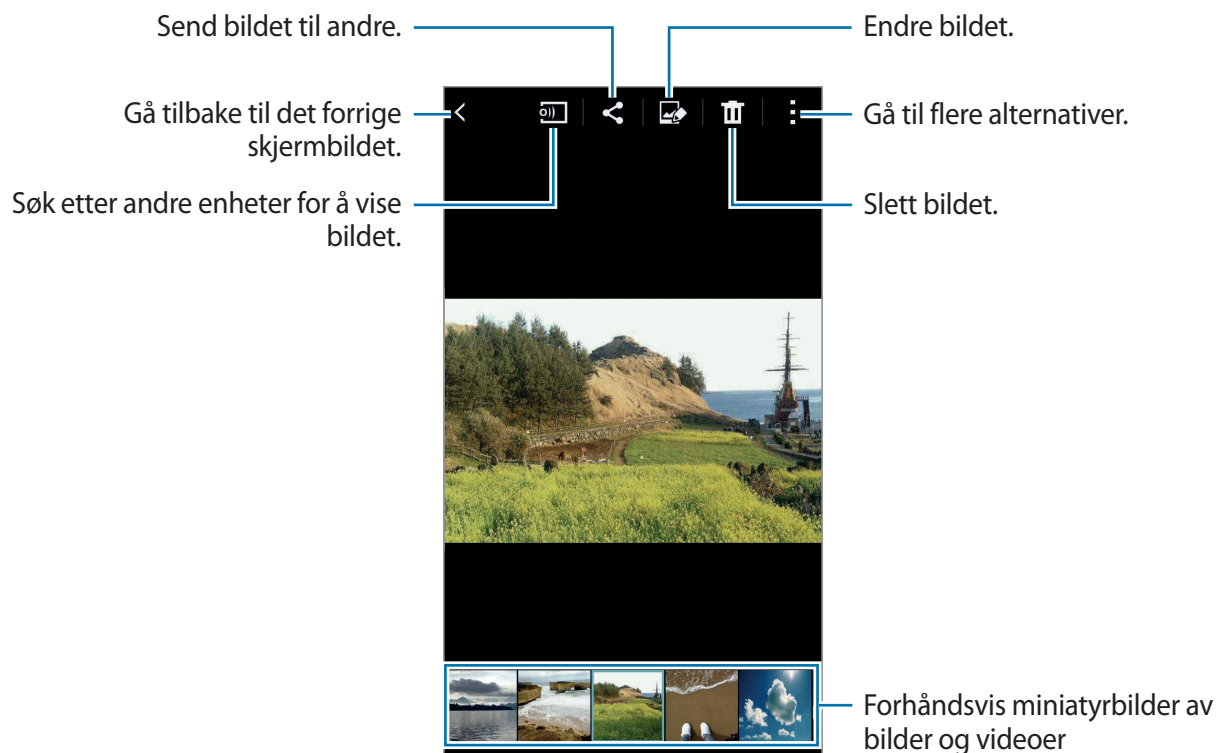 Send bildet til andre.
Endre bildet.
Gå tilbake til det forrige
skjermbildet.
Gå til flere alternativer.
Søk etter andre enheter for å vise
bildet.
Slett bildet.
Forhåndsvis miniatyrbilder av
bilder og videoer